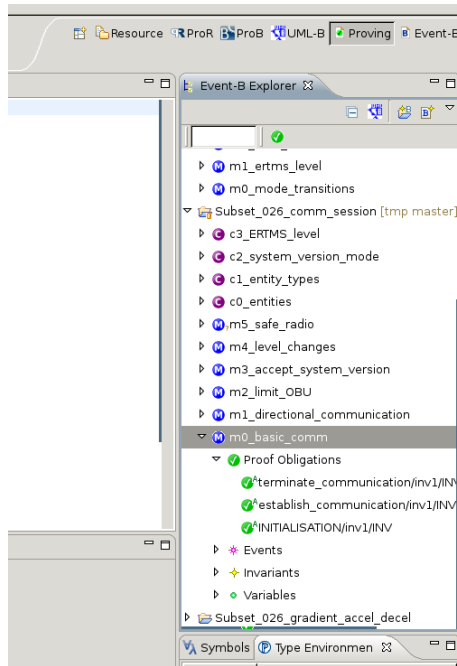 Resource ProR ProB UML-B Proving Event-B
Event-B Explorer
m1_ertms_level
m0_mode_transitions
Subset_026_comm_session [tmp master]
c3_ERTMS_level
c2_system_version_mode
c1_entity_types
c0_entities
m5_safe_radio
m4_level_changes
m3_accept_system_version
m2_limit_OBU
m1_directional_communication
m0_basic_comm
Proof Obligations
terminate_communication/inv1/INV
establish_communication/inv1/INV
INITIALISATION/inv1/INV
Events
Invariants
Variables
Subset_026_gradient_accel_decel
Symbols Type Environmen